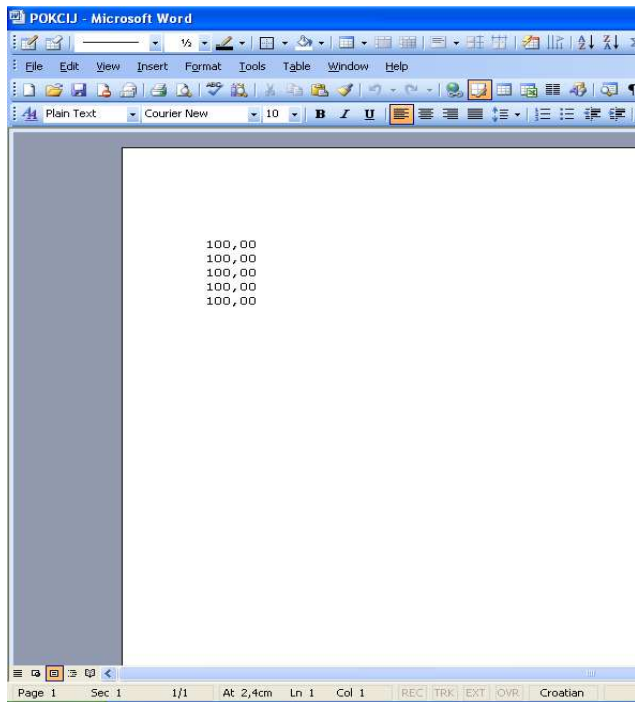 POKCIJ - Microsoft Word
½
File Edit View Insert Format Tools Table Window Help
Plain Text Courier New 10 B I U
100,00
100,00
100,00
100,00
100,00
Page 1 Sec 1 1/1 At 2,4cm Ln 1 Col 1 REC TRK EXT OVR Croatian